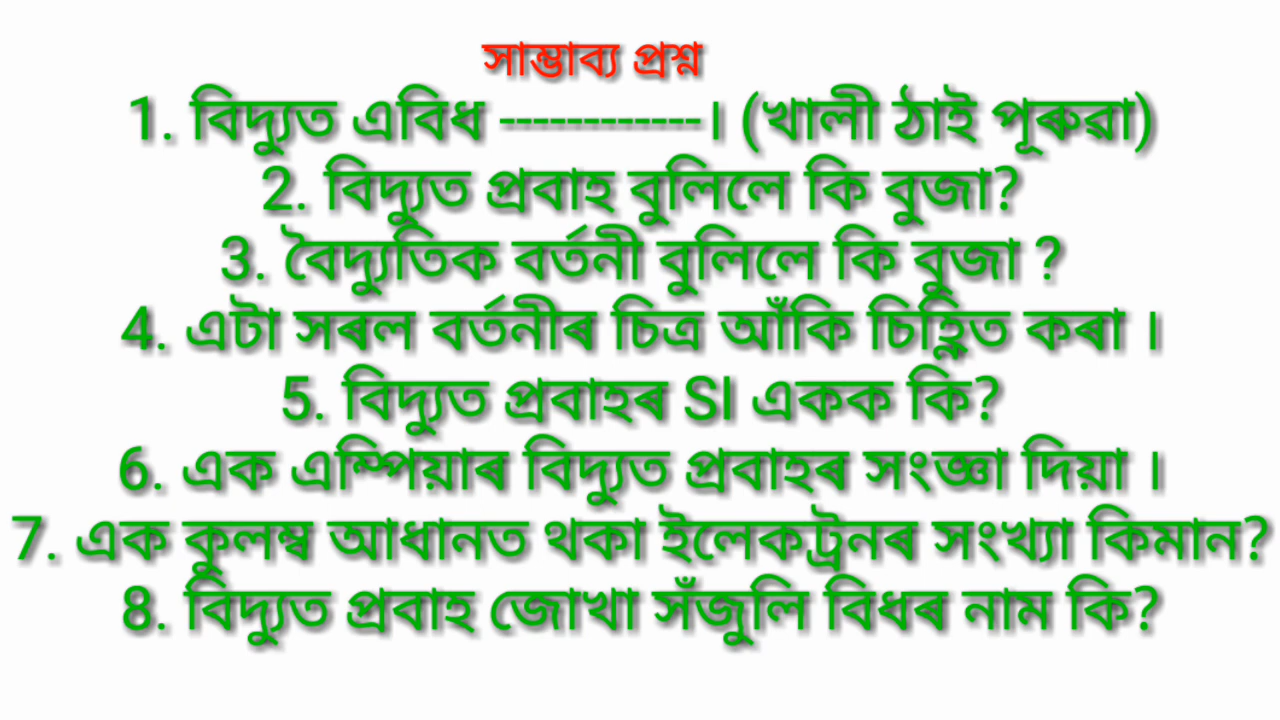 সাম্ভাব্য প্ৰশ্ন
1. বিদ্যুত এবিধ ------------। (খালী ঠাই পূৰুৱা)
2. বিদ্যুত প্ৰবাহ বুলিলে কি বুজা?
3. বৈদ্যুতিক বৰ্তনী বুলিলে কি বুজা ?
4. এটা সৰল বৰ্তনীৰ চিত্ৰ আঁকি চিহ্ণিত কৰা ।
5. বিদ্যুত প্ৰবাহৰ SI একক কি?
6. এক এম্পিয়াৰ বিদ্যুত প্ৰবাহৰ সংজ্ঞা দিয়া ।
7. এক কুলম্ব আধানত থকা ইলেকট্ৰনৰ সংখ্যা কিমান?
8. বিদ্যুত প্ৰবাহ জোখা সঁজুলি বিধৰ নাম কি?